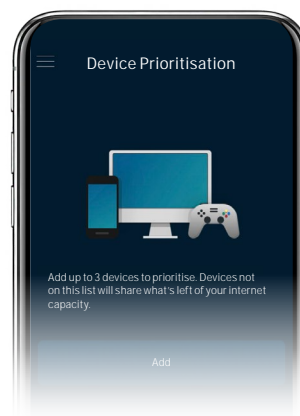 Device Prioritisation
Add up to 3 devices to prioritise. Devices not
on this list will share what's left of your internet
capacity.
Add